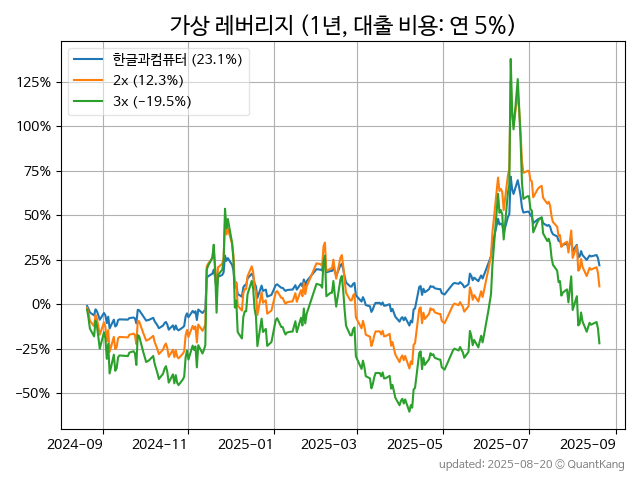 가상 레버리지 (1년, 대출 비용: 연 5%)
한글과컴퓨터 (23.1%)
2x (12.3%)
3x (−19.5%)
125%
100%
75%
50%
25%
0%
−25%
−50%
2024-09 2024-11 2025-01 2025-03 2025-05 2025-07 2025-09
updated: 2025-08-20 © QuantKang